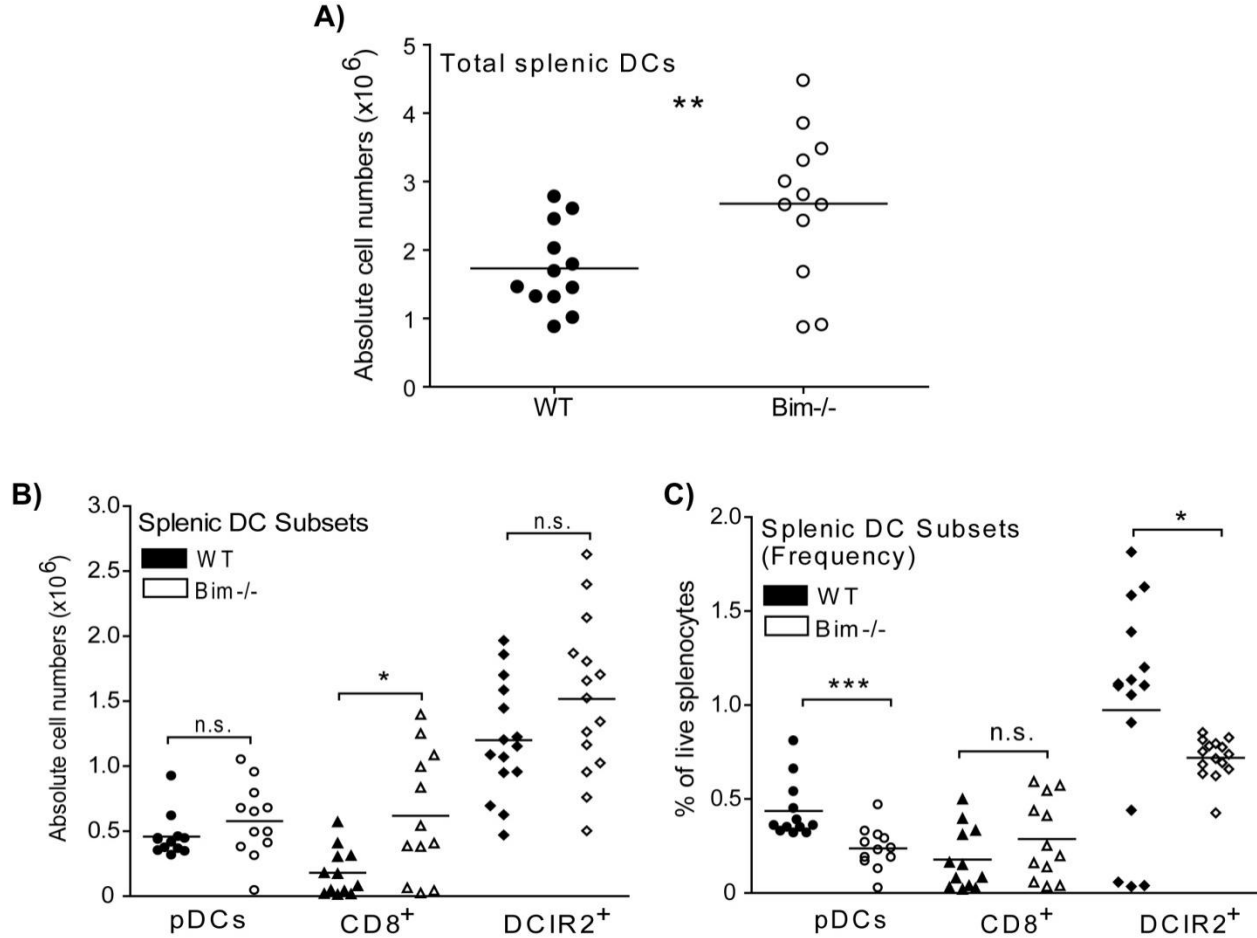 A)
Total splenic DCs
**
Absolute cell numbers (x10⁶)
5
4
3
2
1
0
WT
Bim-/-
B)
Splenic DC Subsets
WT
Bim-/-
Absolute cell numbers (x10⁶)
3.0
2.5
2.0
1.5
1.0
0.5
0
n.s.
*
n.s.
pDCs
CD8⁺
DCIR2⁺
C)
Splenic DC Subsets
(Frequency)
WT
Bim-/-
% of live splenocytes
2.0
1.5
1.0
0.5
0
***
n.s.
*
pDCs
CD8⁺
DCIR2⁺